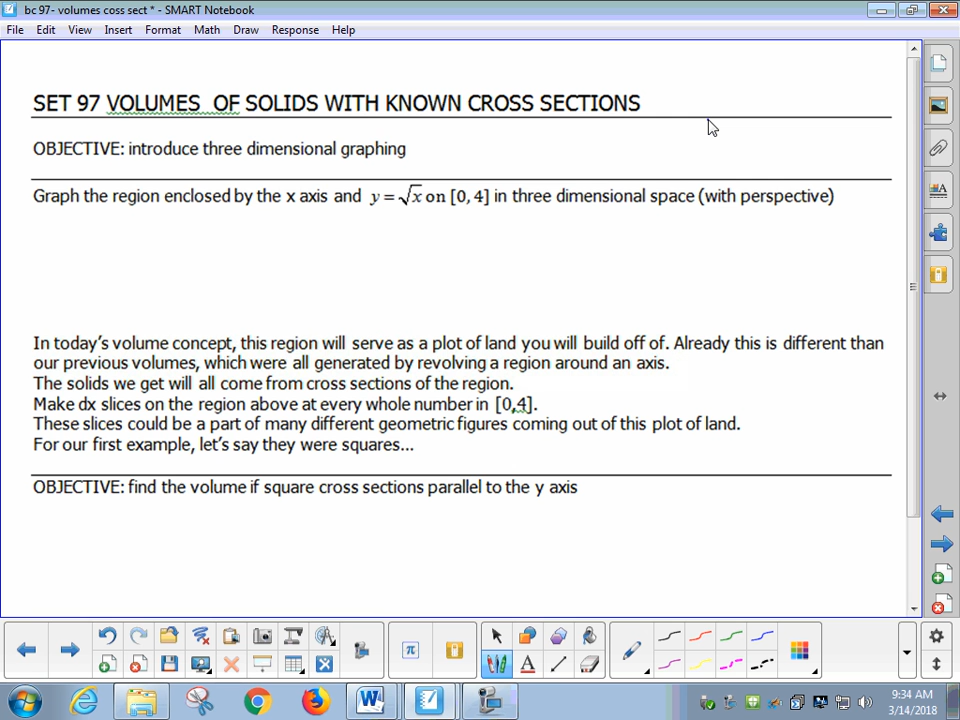 bc 97- volumes coss sect * - SMART Notebook
File Edit View Insert Format Math Draw Response Help
SET 97 VOLUMES OF SOLIDS WITH KNOWN CROSS SECTIONS
OBJECTIVE: introduce three dimensional graphing
Graph the region enclosed by the x axis and y = √x on [0, 4] in three dimensional space (with perspective)
In today's volume concept, this region will serve as a plot of land you will build off of. Already this is different than
our previous volumes, which were all generated by revolving a region around an axis.
The solids we get will all come from cross sections of the region.
Make dx slices on the region above at every whole number in [0,4].
These slices could be a part of many different geometric figures coming out of this plot of land.
For our first example, let's say they were squares...
OBJECTIVE: find the volume if square cross sections parallel to the y axis
9:34 AM
3/14/2018